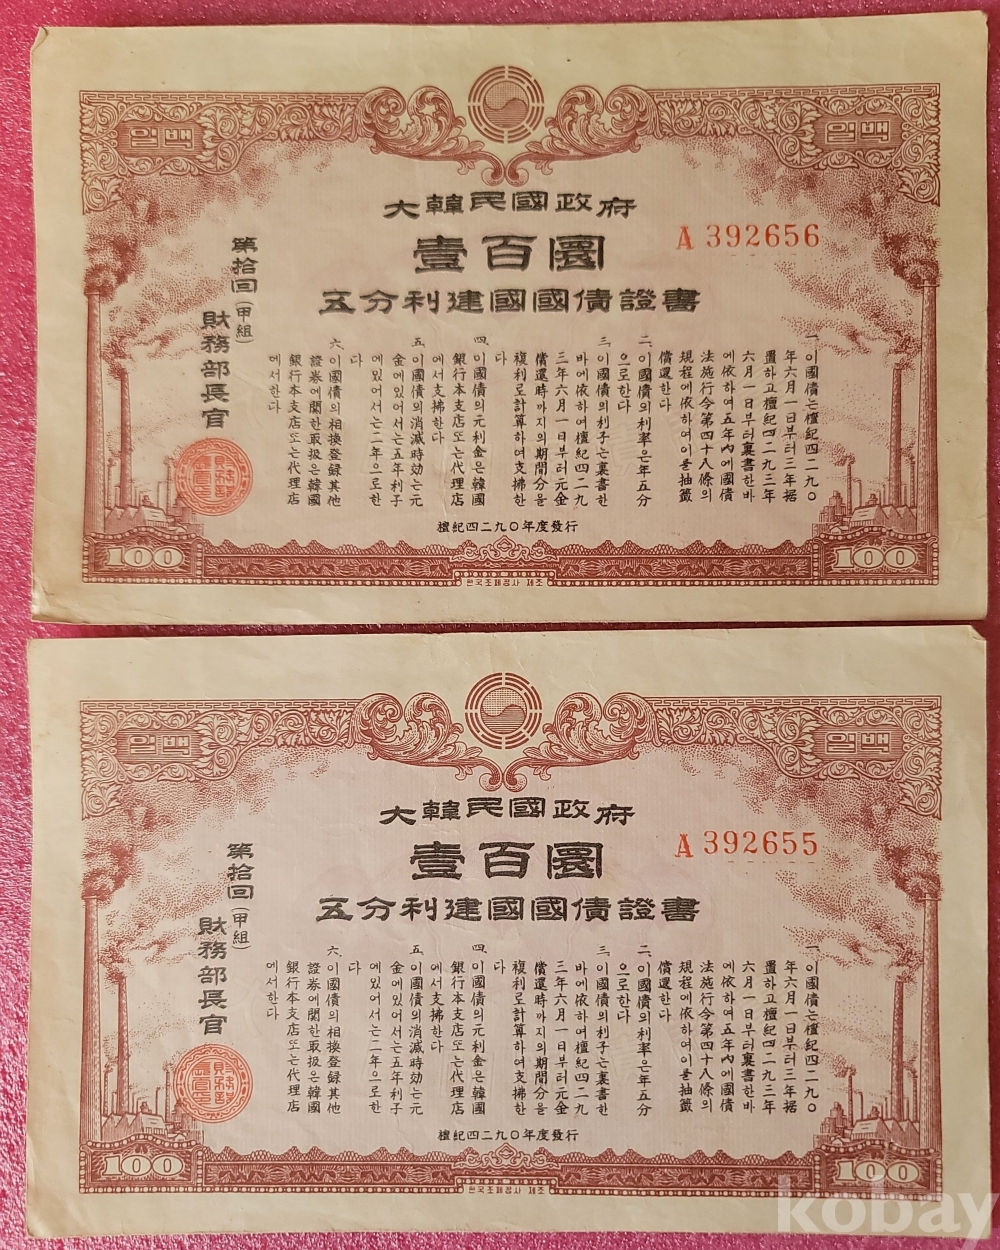 일백
일백
大韓民國政府
壹百圜
A 392656
五分利建國國債證書
第拾回(甲組)
財務部長官
一、이國債는檀紀四二九〇
年六月一日부터三年据
置하고檀紀四二九三年
六月一日부터裏書한바
에依하여五年內에國債
法施行令第四十八條의
規程에依하여이를抽籤
償還한다
二、이國債의利率은年五分
으로한다
三、이國債의利子는裏書한
바에依하여檀紀四二九
三年六月一日부터元金
償還時까지의期間分을
複利로計算하여支拂한
다
四、이國債의元利金은韓國
銀行本支店또는代理店
에서支拂한다
五、이國債의消滅時効는元
金에있어서는五年利子
에있어서는二年으로한
다
六、이國債의相換登録其他
證券에關한取扱은韓國
銀行本支店또는代理店
에서한다
檀紀四二九〇年度發行
100
100
한국조폐공사 제조
일백
일백
大韓民國政府
壹百圜
A 392655
五分利建國國債證書
第拾回(甲組)
財務部長官
一、이國債는檀紀四二九〇
年六月一日부터三年据
置하고檀紀四二九三年
六月一日부터裏書한바
에依하여五年內에國債
法施行令第四十八條의
規程에依하여이를抽籤
償還한다
二、이國債의利率은年五分
으로한다
三、이國債의利子는裏書한
바에依하여檀紀四二九
三年六月一日부터元金
償還時까지의期間分을
複利로計算하여支拂한
다
四、이國債의元利金은韓國
銀行本支店또는代理店
에서支拂한다
五、이國債의消滅時効는元
金에있어서는五年利子
에있어서는二年으로한
다
六、이國債의相換登録其他
證券에關한取扱은韓國
銀行本支店또는代理店
에서한다
檀紀四二九〇年度發行
100
100
한국조폐공사 제조
kobay